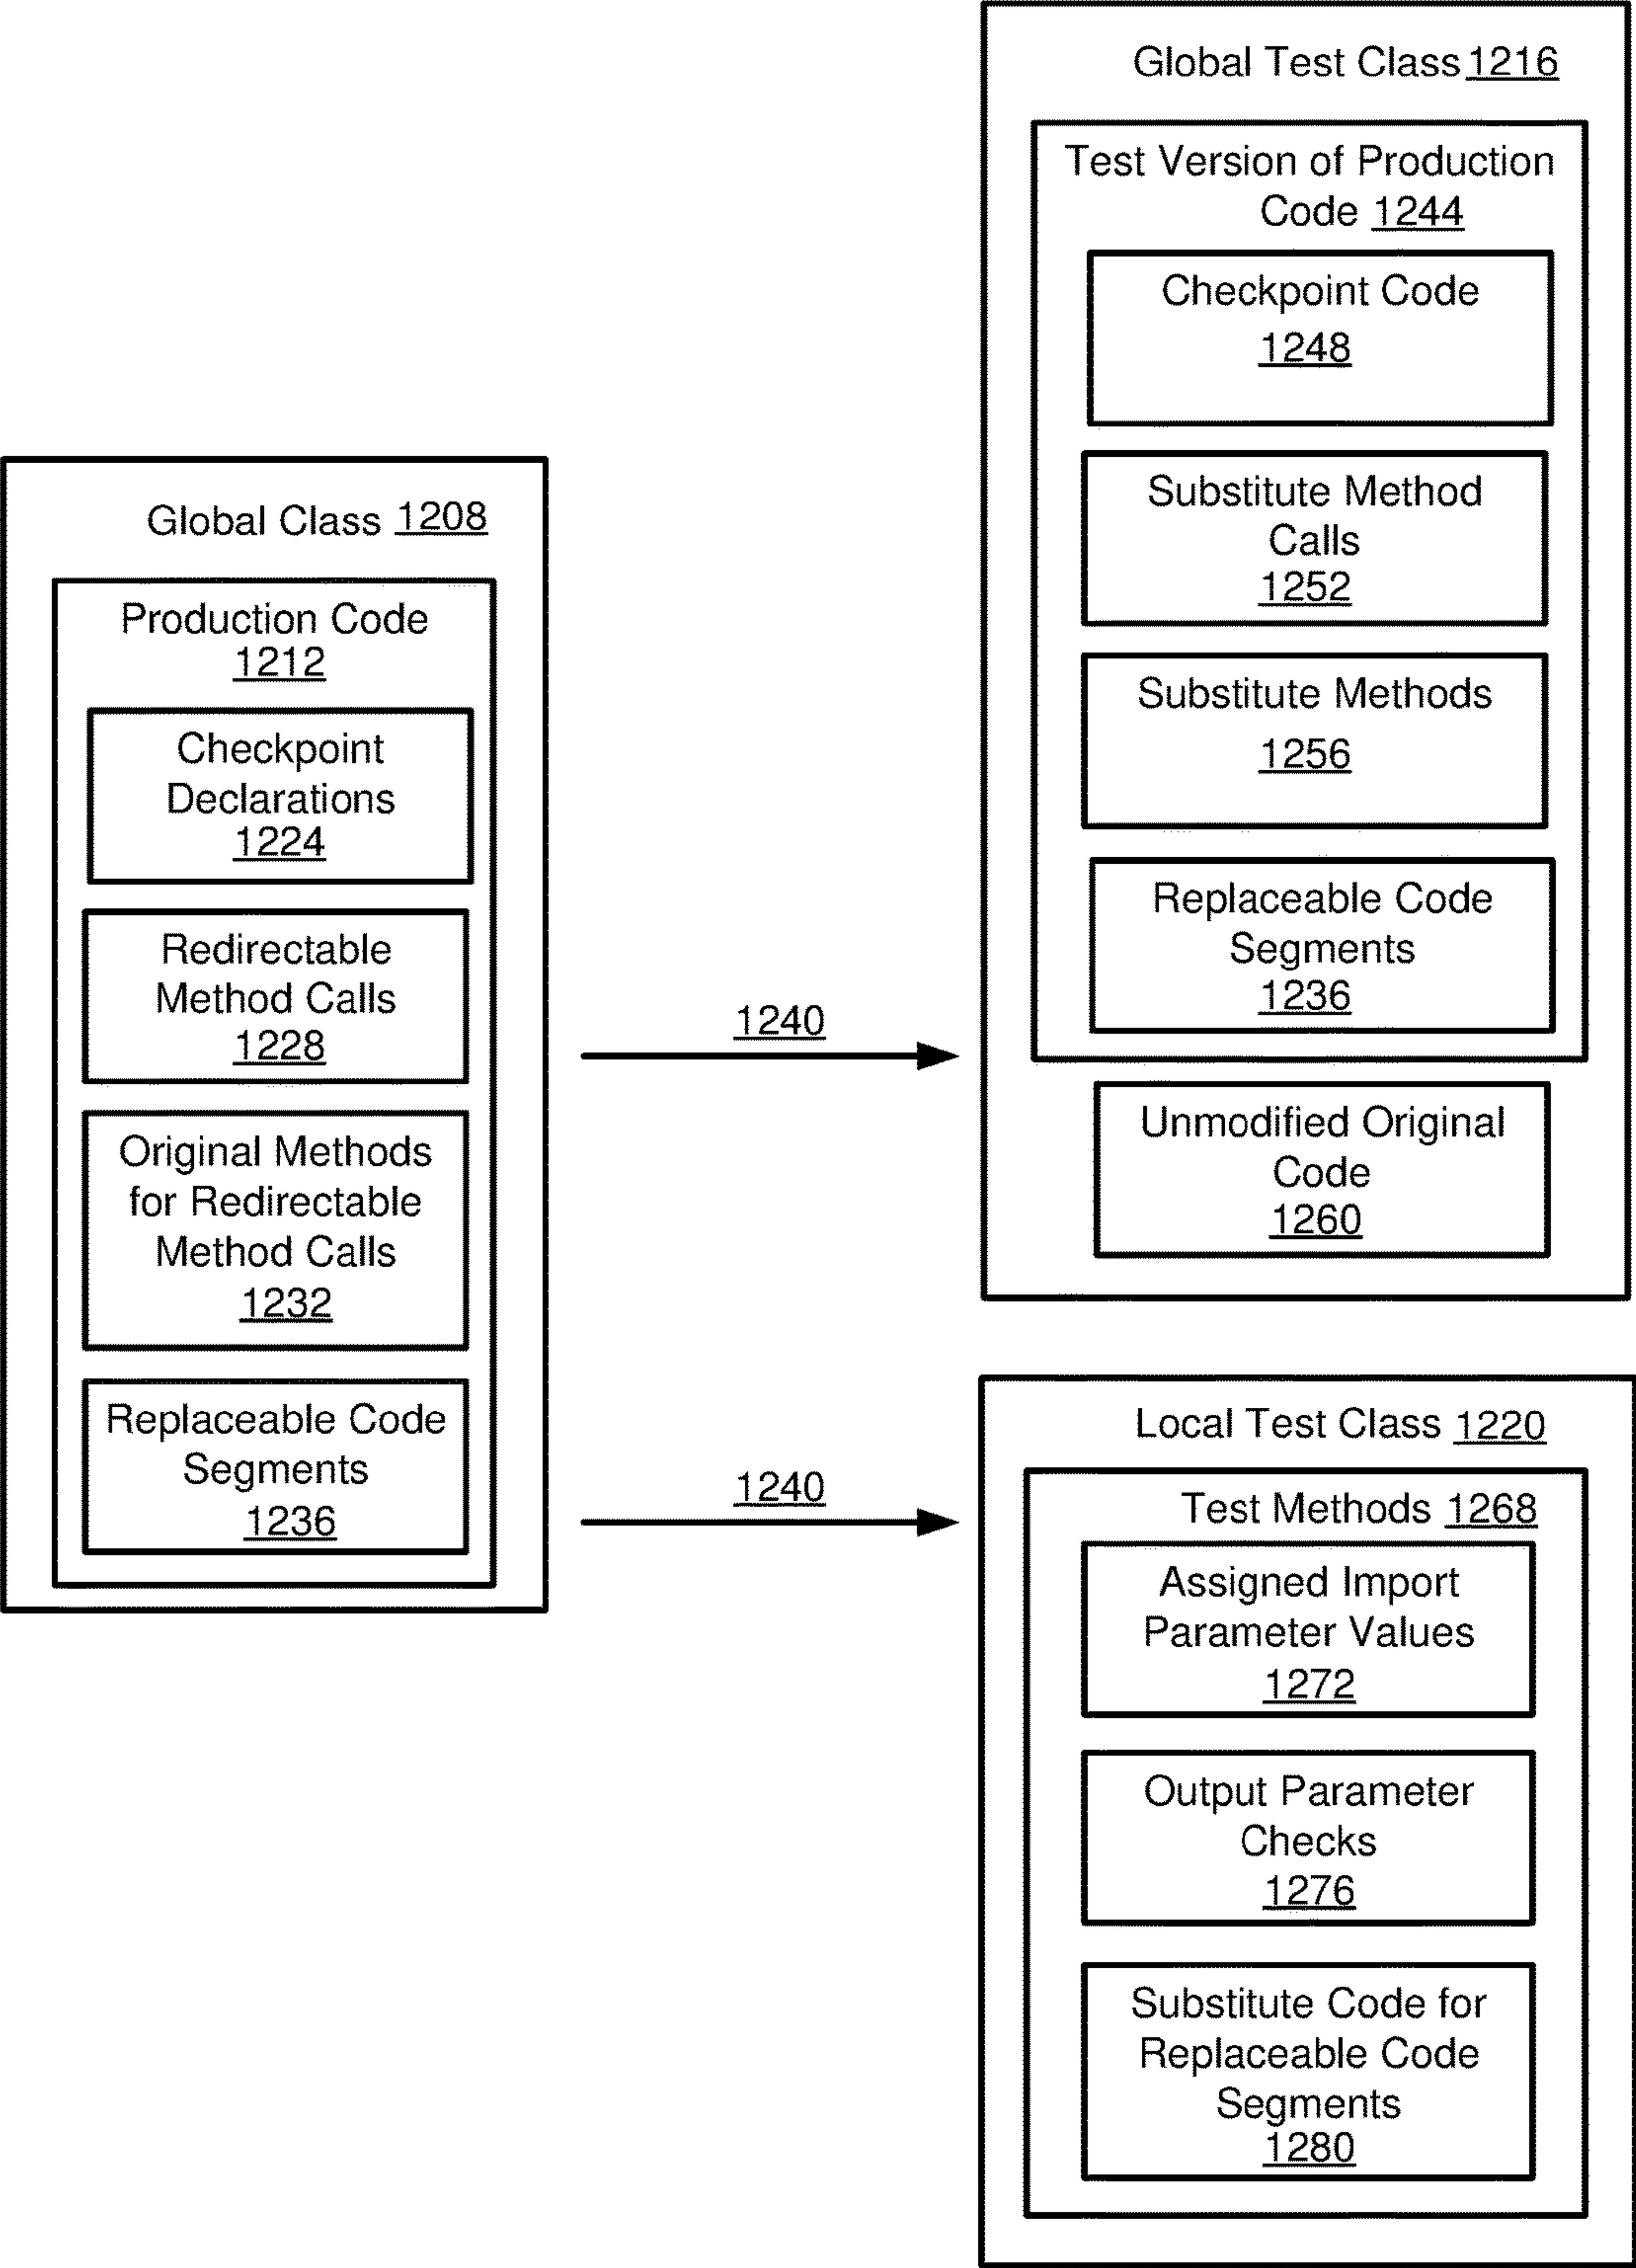 Global Class 1208
Production Code
1212
Checkpoint
Declarations
1224
Redirectable
Method Calls
1228
Original Methods
for Redirectable
Method Calls
1232
Replaceable Code
Segments
1236
1240
1240
Global Test Class 1216
Test Version of Production
Code 1244
Checkpoint Code
1248
Substitute Method
Calls
1252
Substitute Methods
1256
Replaceable Code
Segments
1236
Unmodified Original
Code
1260
Local Test Class 1220
Test Methods 1268
Assigned Import
Parameter Values
1272
Output Parameter
Checks
1276
Substitute Code for
Replaceable Code
Segments
1280